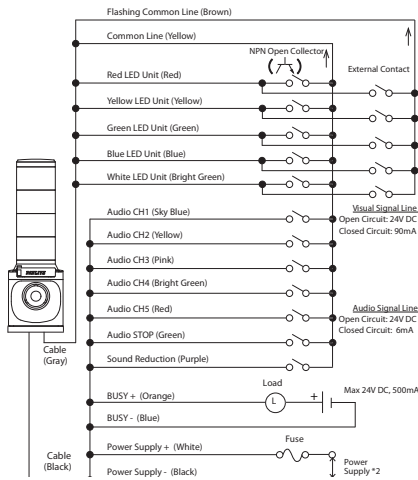 Flashing Common Line (Brown)
Common Line (Yellow)
NPN Open Collector
External Contact
Red LED Unit (Red)
Yellow LED Unit (Yellow)
Green LED Unit (Green)
Blue LED Unit (Blue)
White LED Unit (Bright Green)
Visual Signal Line
Open Circuit: 24V DC
Closed Circuit: 90mA
Audio CH1 (Sky Blue)
Audio CH2 (Yellow)
Audio CH3 (Pink)
Audio CH4 (Bright Green)
Audio CH5 (Red)
Audio Signal Line
Open Circuit: 24V DC
Closed Circuit: 6mA
Audio STOP (Green)
Sound Reduction (Purple)
Cable
(Gray)
Load
L
+
Max 24V DC, 500mA
BUSY + (Orange)
BUSY - (Blue)
Cable
(Black)
Fuse
Power Supply + (White)
Power
Supply *2
Power Supply - (Black)